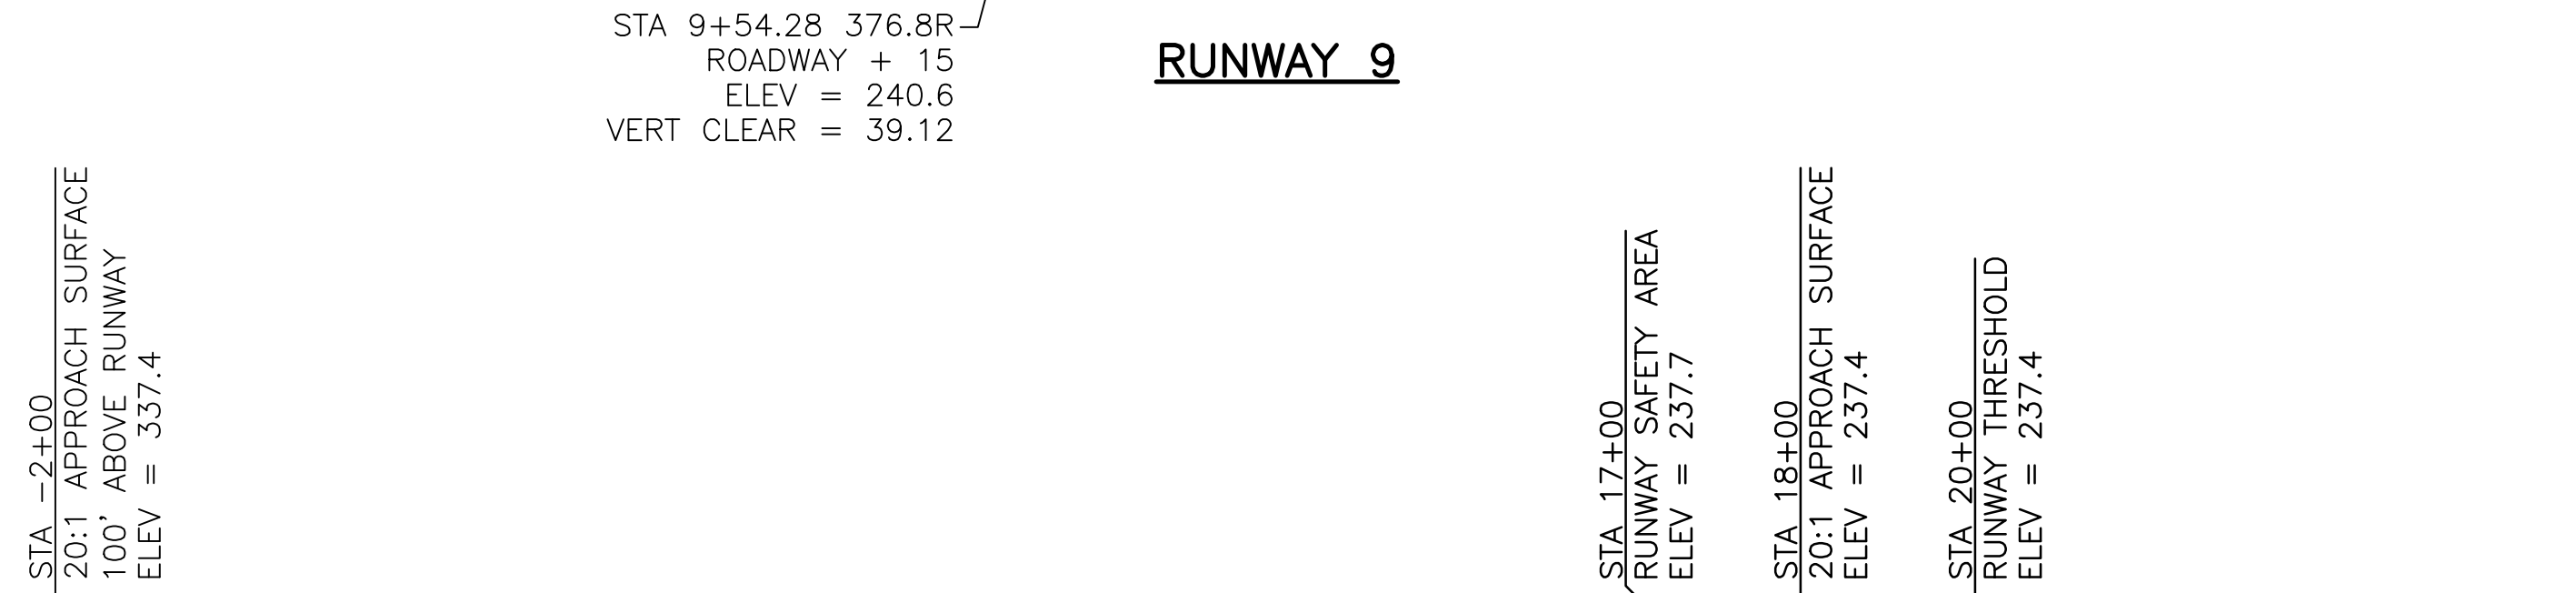 STA 9+54.28 376.8R
ROADWAY + 15
ELEV = 240.6
VERT CLEAR = 39.12
RUNWAY 9
STA -2+00
20:1 APPROACH SURFACE
100' ABOVE RUNWAY
ELEV = 337.4
STA 17+00
RUNWAY SAFETY AREA
ELEV = 237.7
STA 18+00
20:1 APPROACH SURFACE
ELEV = 237.4
STA 20+00
RUNWAY THRESHOLD
ELEV = 237.4